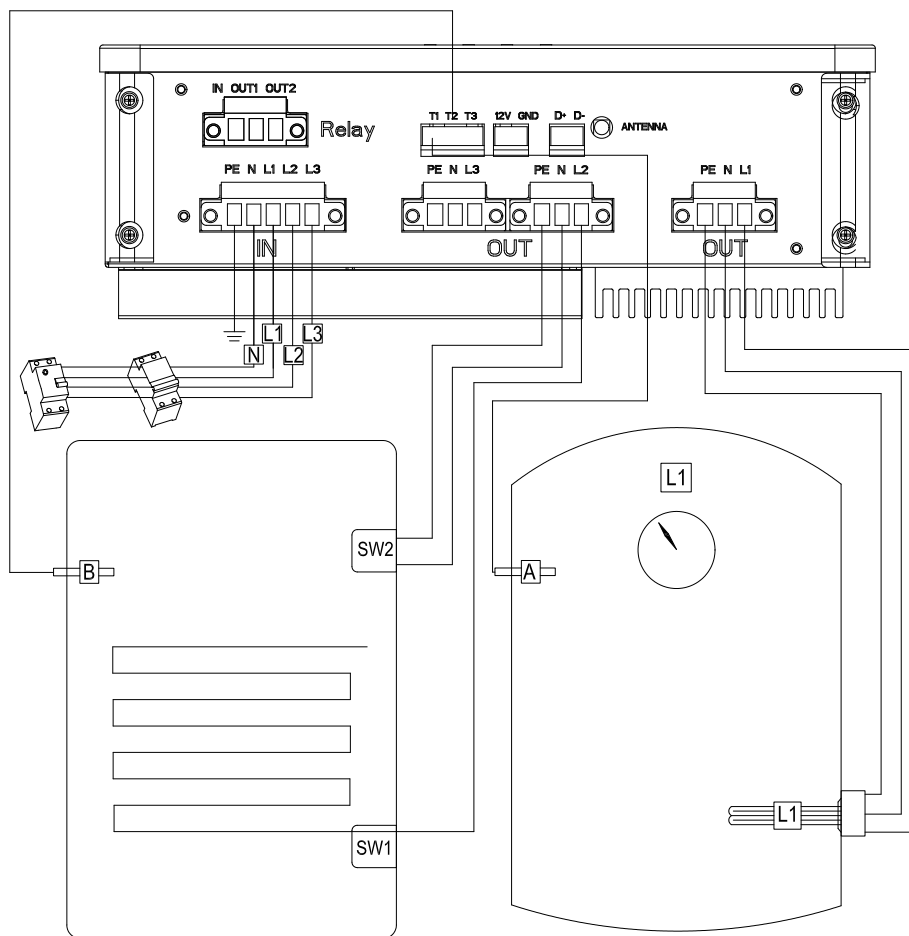 IN OUT1 OUT2
Relay
T1 T2 T3 12V GND D+ D- ANTENNA
PE N L1 L2 L3 PE N L3 PE N L2 PE N L1
IN OUT OUT
L1 L3
N L2
L1
SW2
B A
L1
SW1